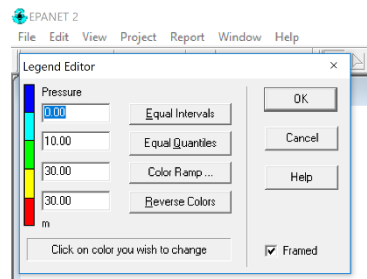 EPANET 2
File Edit View Project Report Window Help
Legend Editor
Pressure
0.00
10.00
30.00
30.00
m
Equal Intervals
Equal Quantiles
Color Ramp ...
Reverse Colors
OK
Cancel
Help
Click on color you wish to change
Framed